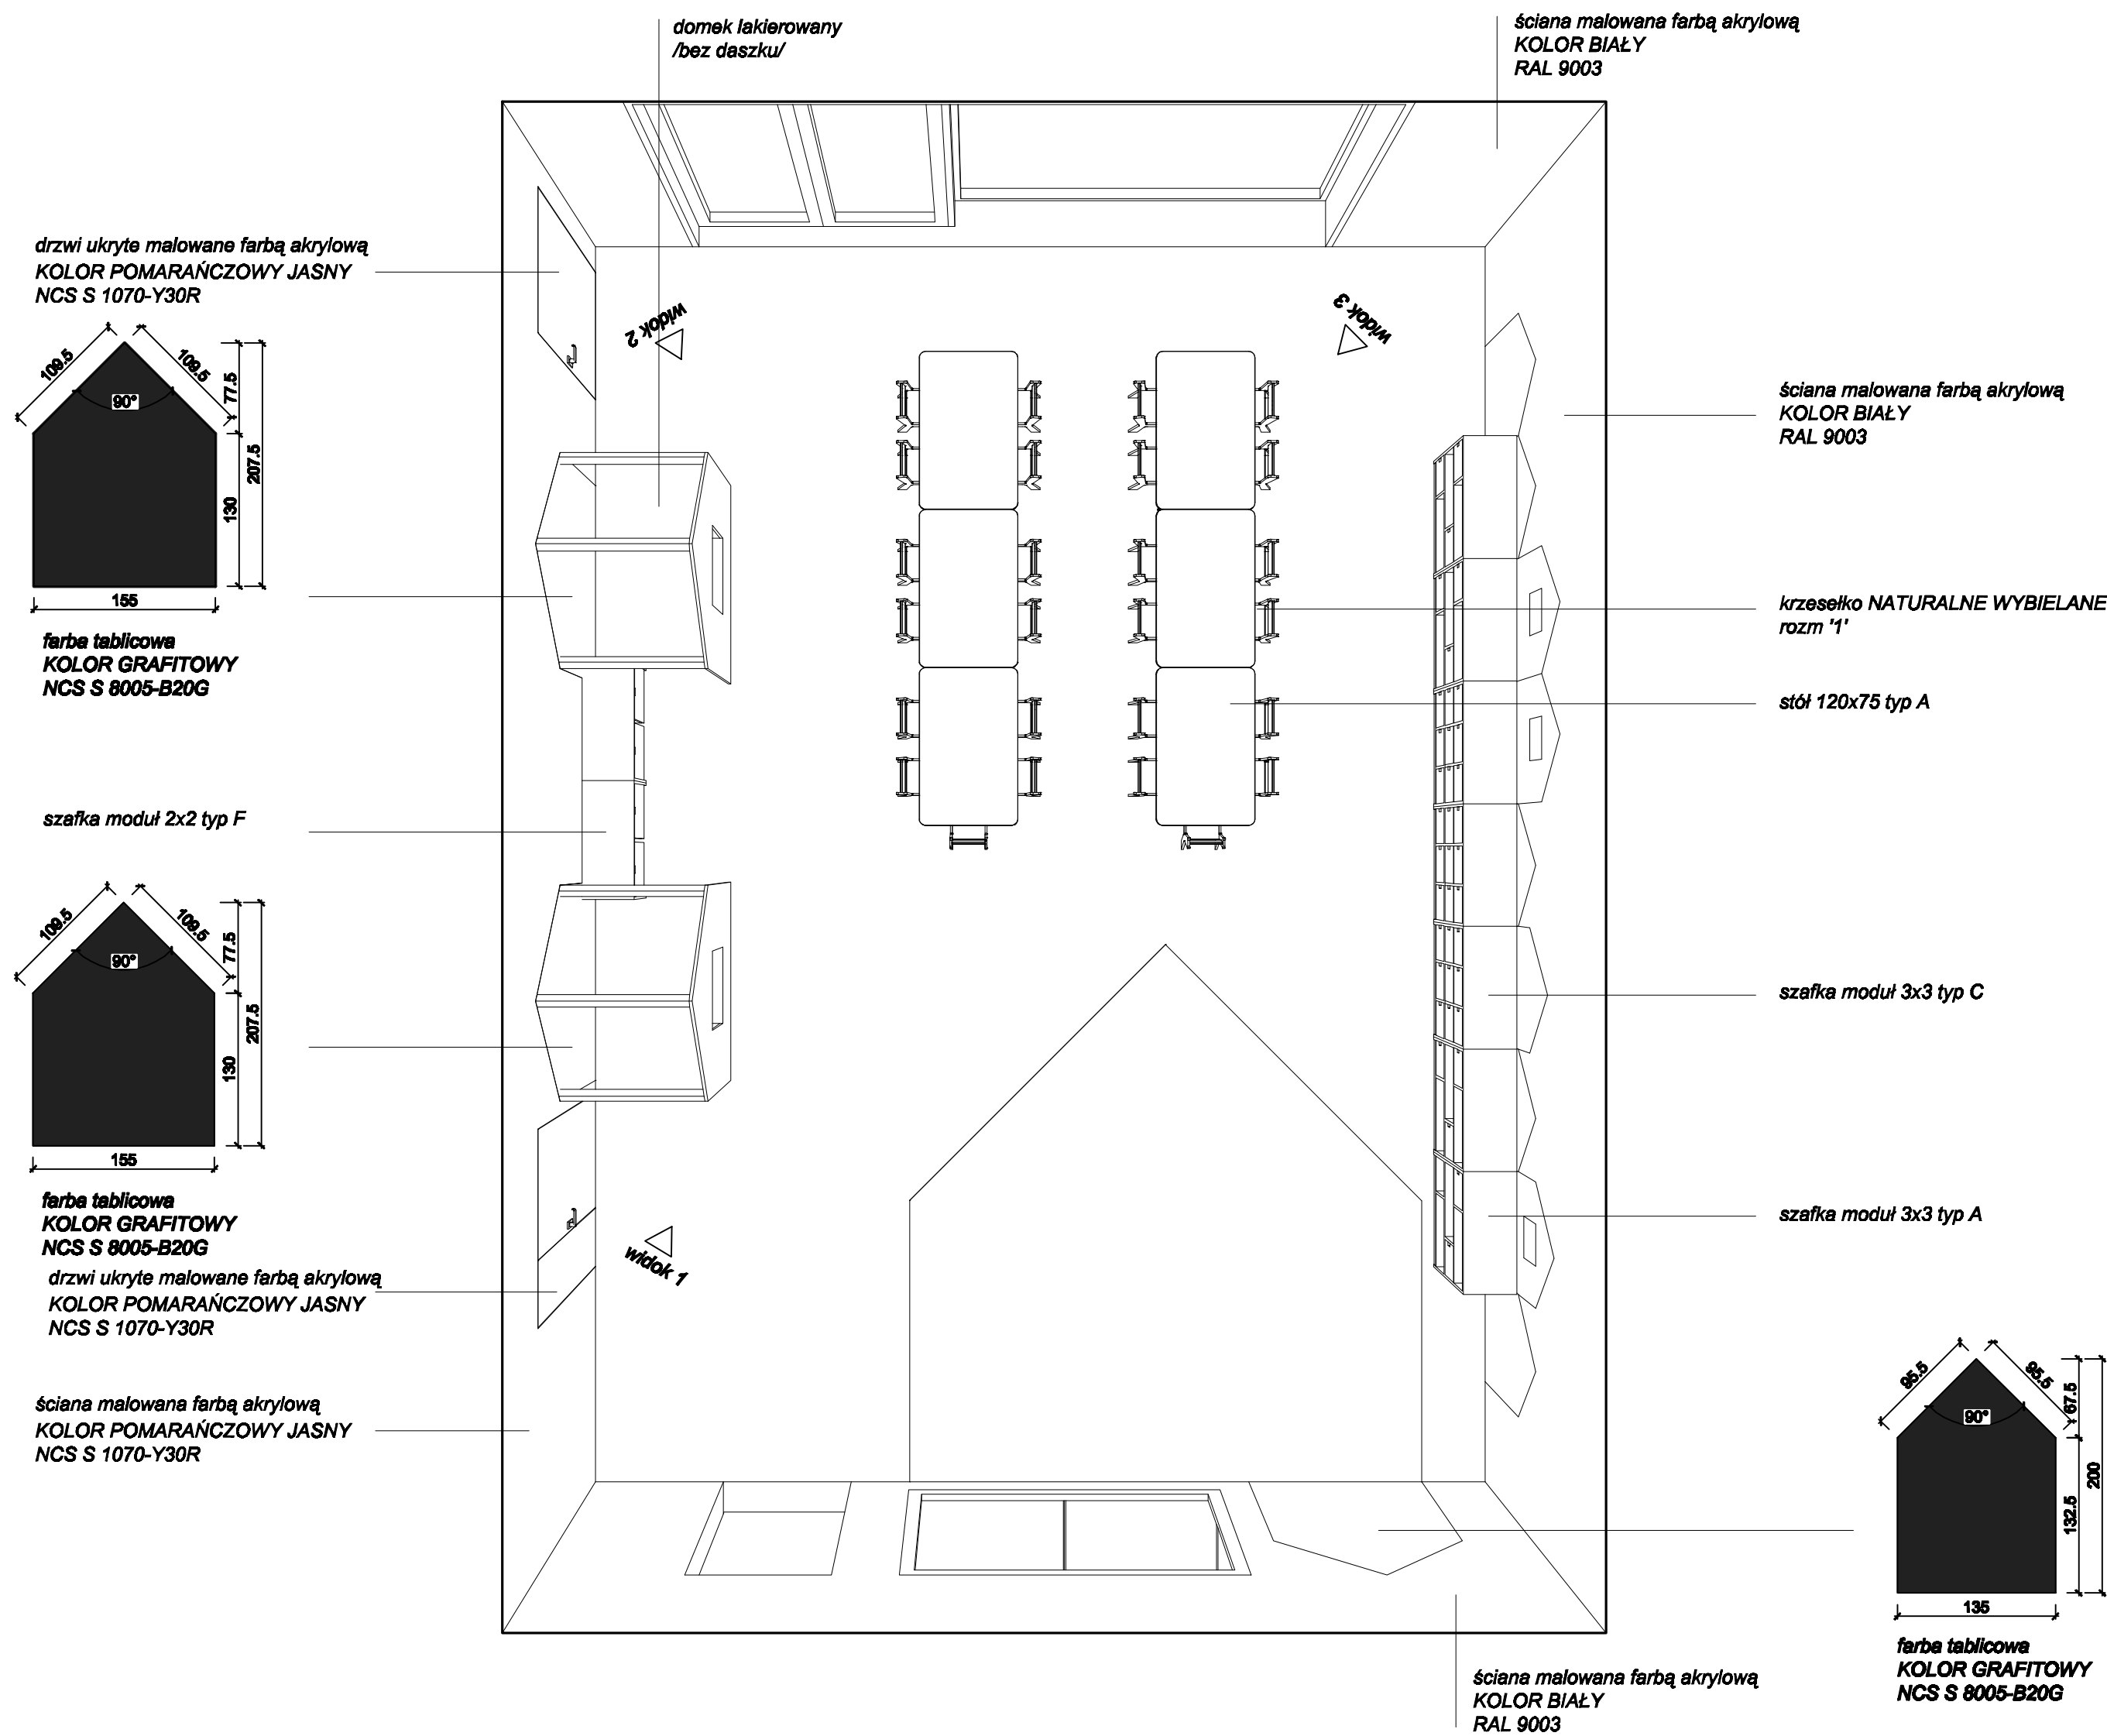 domek lakierowany
/bez daszku/
ściana malowana farbą akrylową
KOLOR BIAŁY
RAL 9003
drzwi ukryte malowane farbą akrylową
KOLOR POMARAŃCZOWY JASNY
NCS S 1070-Y30R
109.5
109.5
90°
77.5
207.5
130
155
farba tablicowa
KOLOR GRAFITOWY
NCS S 8005-B20G
widok 2
widok 3
ściana malowana farbą akrylową
KOLOR BIAŁY
RAL 9003
krzesełko NATURALNE WYBIELANE
rozm '1'
stół 120x75 typ A
szafka moduł 2x2 typ F
109.5
109.5
90°
77.5
207.5
130
155
farba tablicowa
KOLOR GRAFITOWY
NCS S 8005-B20G
szafka moduł 3x3 typ C
szafka moduł 3x3 typ A
widok 1
drzwi ukryte malowane farbą akrylową
KOLOR POMARAŃCZOWY JASNY
NCS S 1070-Y30R
ściana malowana farbą akrylową
KOLOR POMARAŃCZOWY JASNY
NCS S 1070-Y30R
95.5
95.5
90°
67.5
200
132.5
135
farba tablicowa
KOLOR GRAFITOWY
NCS S 8005-B20G
ściana malowana farbą akrylową
KOLOR BIAŁY
RAL 9003